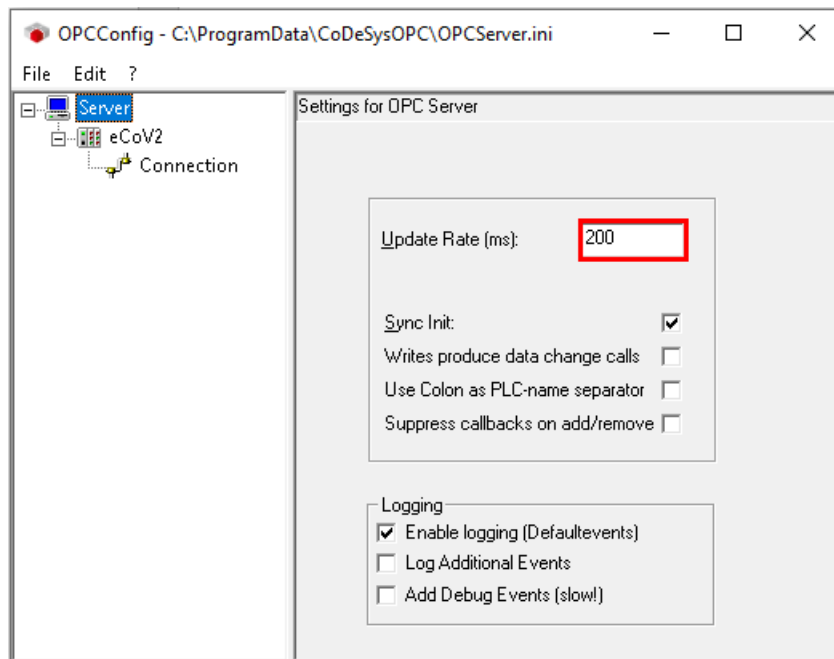 OPCConfig - C:\ProgramData\CoDeSysOPC\OPCServer.ini
File Edit ?
Server
eCoV2
Connection
Settings for OPC Server
Update Rate (ms): 200
Sync Init:
Writes produce data change calls
Use Colon as PLC-name separator
Suppress callbacks on add/remove
Logging
Enable logging (Defaultevents)
Log Additional Events
Add Debug Events (slow!)